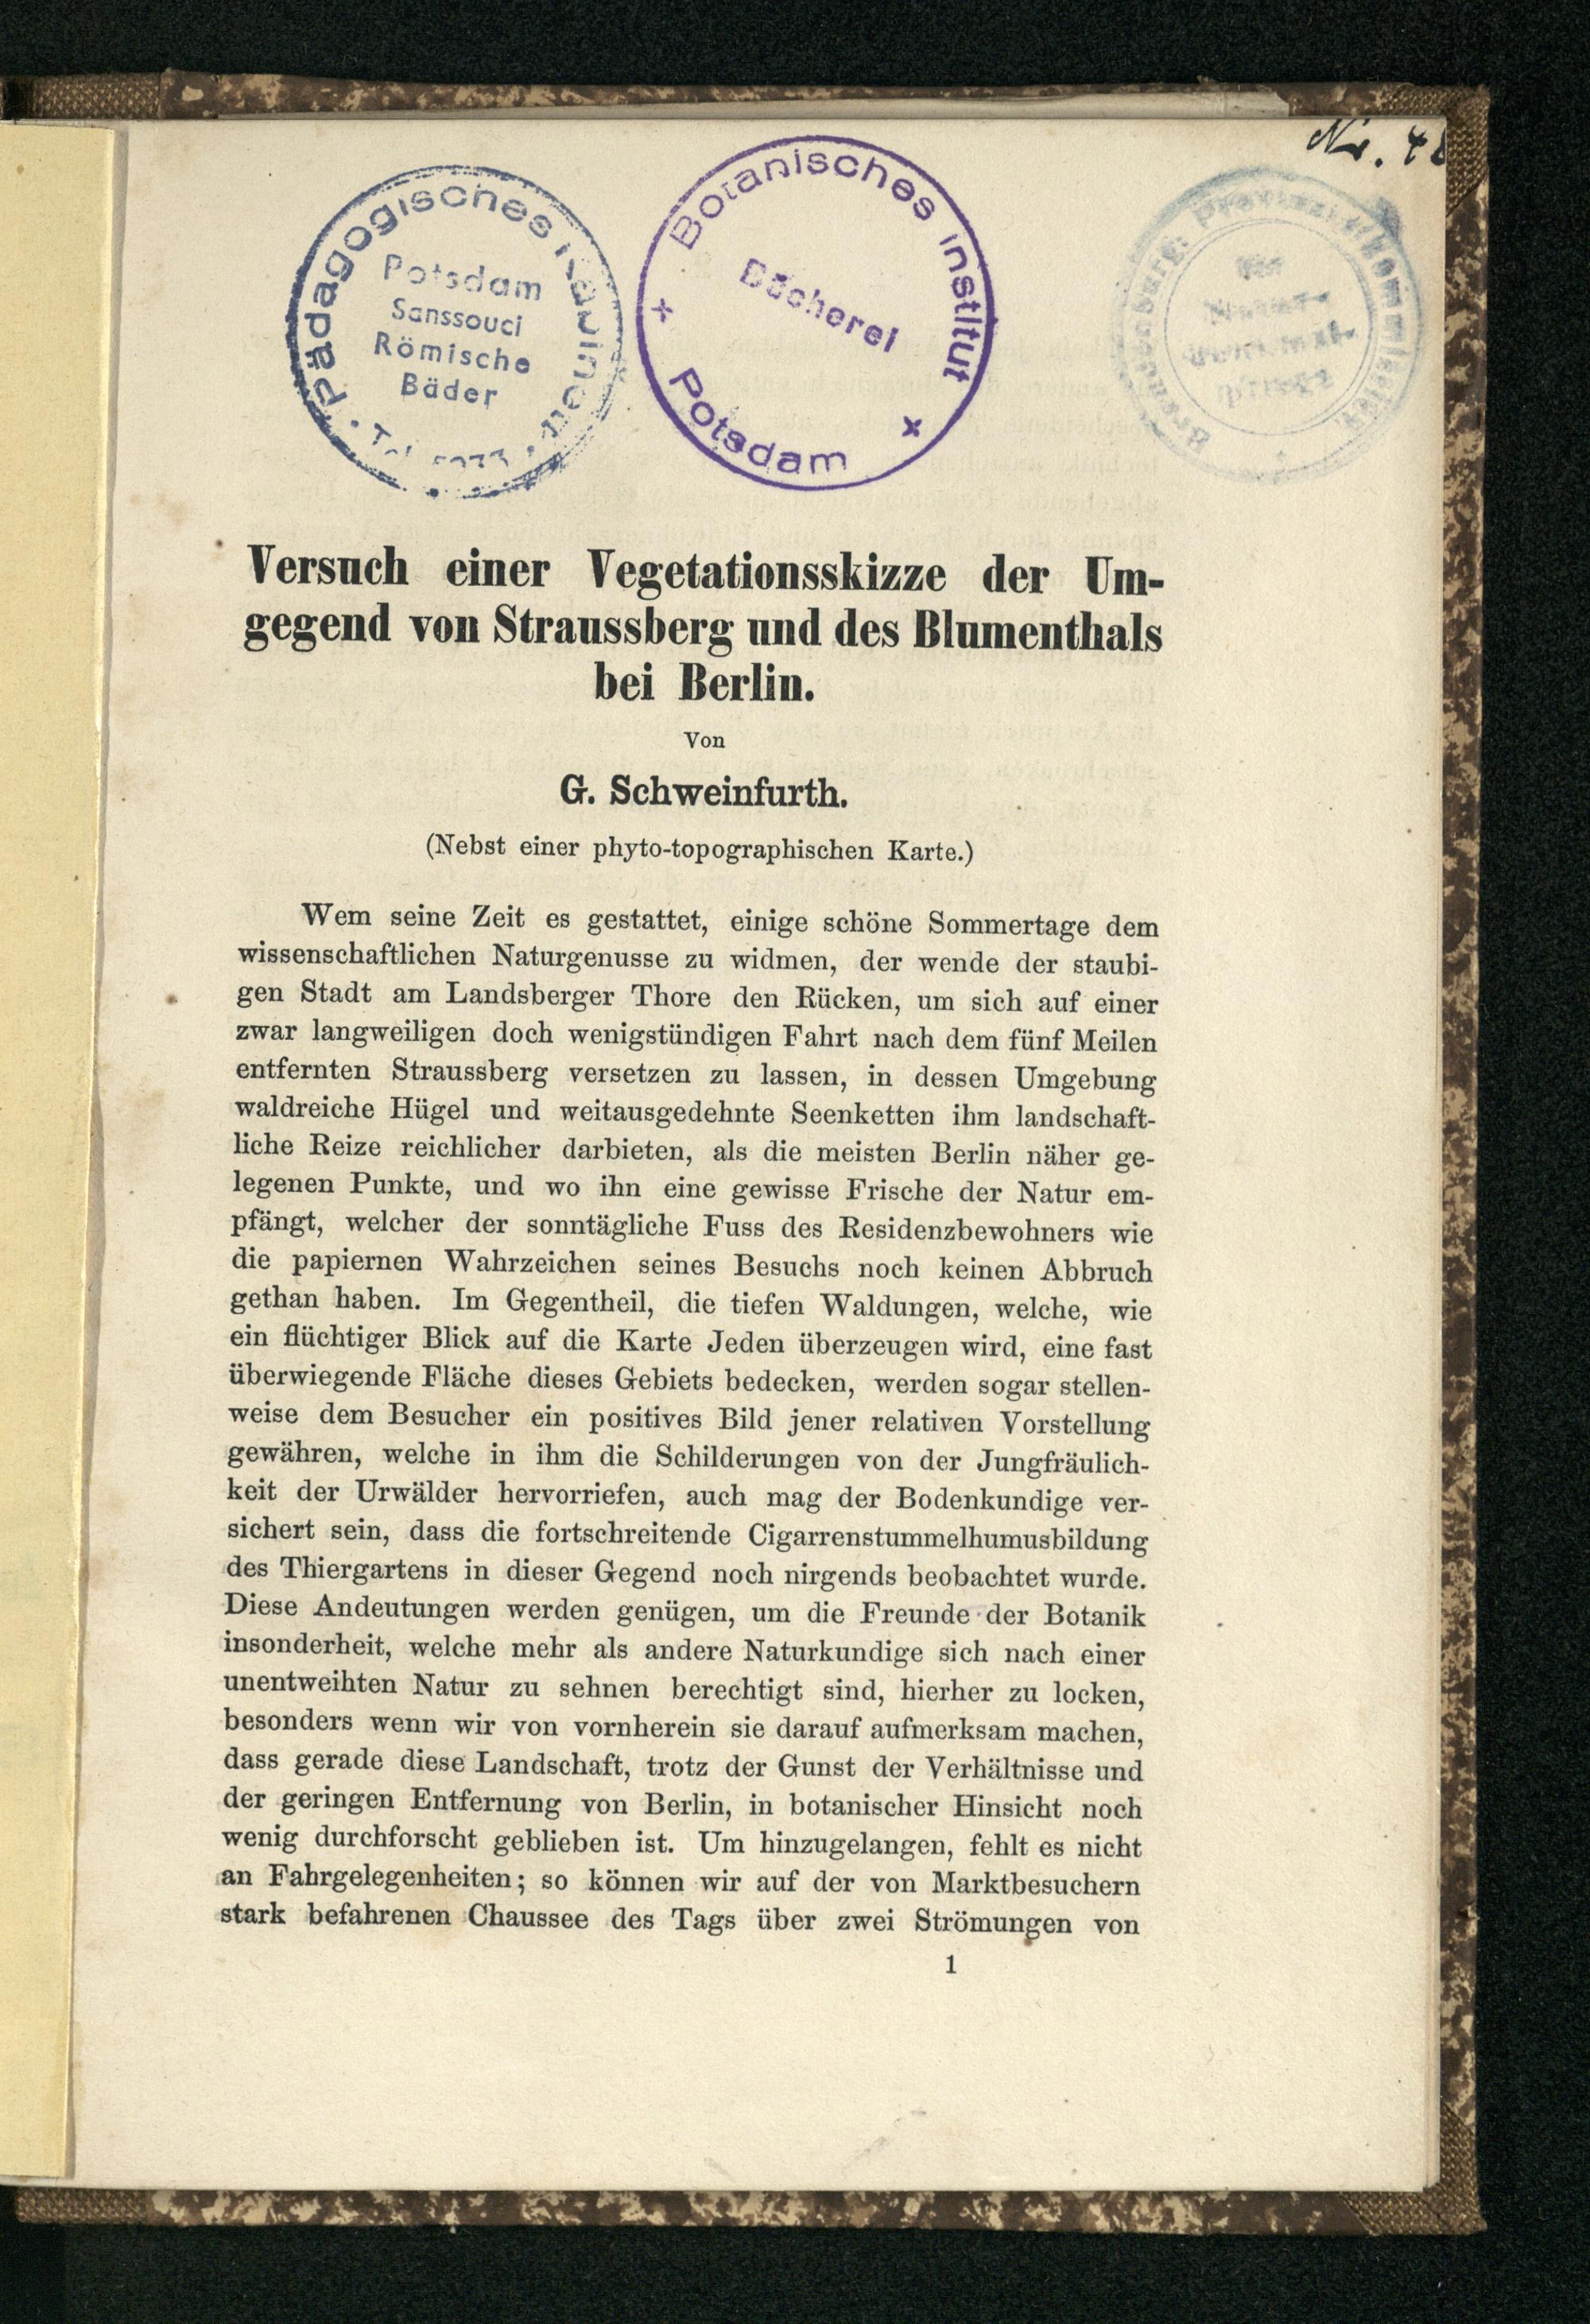 Nr. 4
Pädagogisches
Potsdam
Sanssouci
Römische
Bäder
Botanisches Institut
Bücherei
Potsdam
Versuch einer Vegetationsskizze der Um-
gegend von Straussberg und des Blumenthals
bei Berlin.
Von
G. Schweinfurth.
(Nebst einer phyto-topographischen Karte.)
Wem seine Zeit es gestattet, einige schöne Sommertage dem
wissenschaftlichen Naturgenusse zu widmen, der wende der staubi-
gen Stadt am Landsberger Thore den Rücken, um sich auf einer
zwar langweiligen doch wenigstündigen Fahrt nach dem fünf Meilen
entfernten Straussberg versetzen zu lassen, in dessen Umgebung
waldreiche Hügel und weitausgedehnte Seenketten ihm landschaft-
liche Reize reichlicher darbieten, als die meisten Berlin näher ge-
legenen Punkte, und wo ihn eine gewisse Frische der Natur em-
pfängt, welcher der sonntägliche Fuss des Residenzbewohners wie
die papiernen Wahrzeichen seines Besuchs noch keinen Abbruch
gethan haben. Im Gegentheil, die tiefen Waldungen, welche, wie
ein flüchtiger Blick auf die Karte Jeden überzeugen wird, eine fast
überwiegende Fläche dieses Gebiets bedecken, werden sogar stellen-
weise dem Besucher ein positives Bild jener relativen Vorstellung
gewähren, welche in ihm die Schilderungen von der Jungfräulich-
keit der Urwälder hervorriefen, auch mag der Bodenkundige ver-
sichert sein, dass die fortschreitende Cigarrenstummelhumusbildung
des Thiergartens in dieser Gegend noch nirgends beobachtet wurde.
Diese Andeutungen werden genügen, um die Freunde der Botanik
insonderheit, welche mehr als andere Naturkundige sich nach einer
unentweihten Natur zu sehnen berechtigt sind, hierher zu locken,
besonders wenn wir von vornherein sie darauf aufmerksam machen,
dass gerade diese Landschaft, trotz der Gunst der Verhältnisse und
der geringen Entfernung von Berlin, in botanischer Hinsicht noch
wenig durchforscht geblieben ist. Um hinzugelangen, fehlt es nicht
an Fahrgelegenheiten; so können wir auf der von Marktbesuchern
stark befahrenen Chaussee des Tags über zwei Strömungen von
1